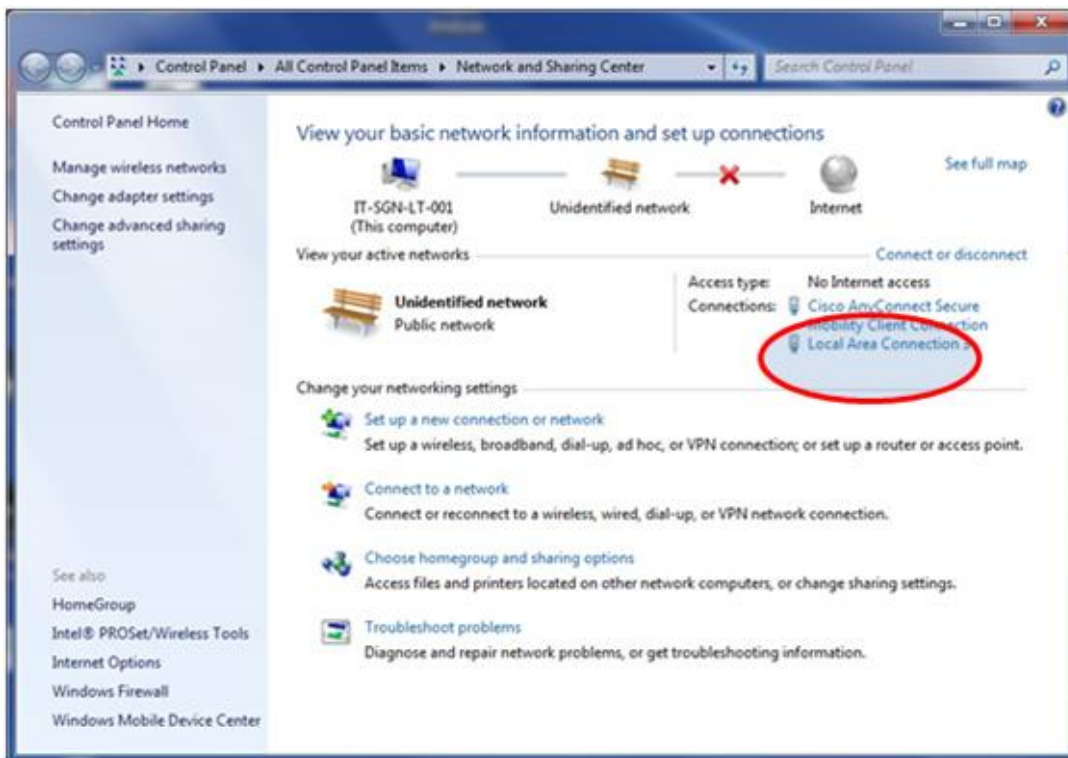 Control Panel ▸ All Control Panel Items ▸ Network and Sharing Center
Search Control Panel
Control Panel Home
Manage wireless networks
Change adapter settings
Change advanced sharing
settings
See also
HomeGroup
Intel® PROSet/Wireless Tools
Internet Options
Windows Firewall
Windows Mobile Device Center
View your basic network information and set up connections
See full map
IT-SGN-LT-001
(This computer)
Unidentified network
Internet
View your active networks
Connect or disconnect
Unidentified network
Public network
Access type: No Internet access
Connections: Cisco AnyConnect Secure
Mobility Client Connection
Local Area Connection
Change your networking settings
Set up a new connection or network
Set up a wireless, broadband, dial-up, ad hoc, or VPN connection; or set up a router or access point.
Connect to a network
Connect or reconnect to a wireless, wired, dial-up, or VPN network connection.
Choose homegroup and sharing options
Access files and printers located on other network computers, or change sharing settings.
Troubleshoot problems
Diagnose and repair network problems, or get troubleshooting information.